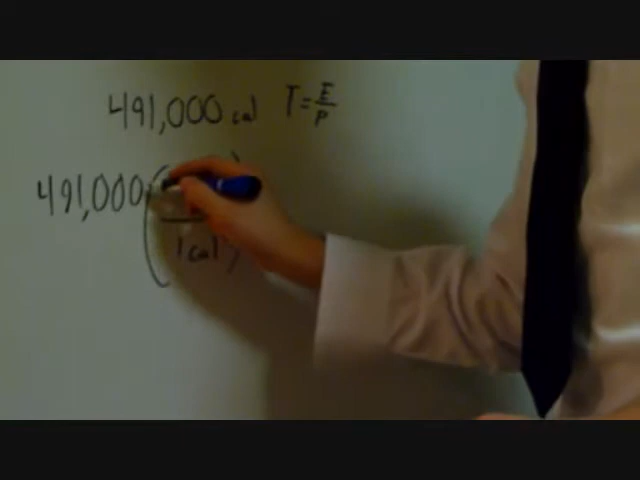 491,000 cal T = E/P
491,000 (
1 cal )